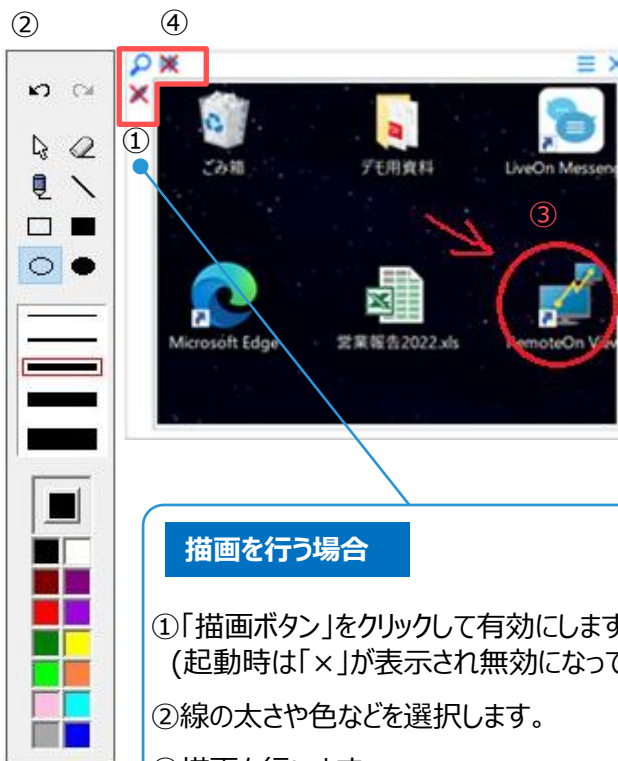 ② ④
①
ごみ箱
デモ用資料
LiveOn Messen
③
Microsoft Edge
営業報告2022.xls
RemoteOn View
描画を行う場合
①「描画ボタン」をクリックして有効にします
(起動時は「×」が表示され無効になって
②線の太さや色などを選択します。